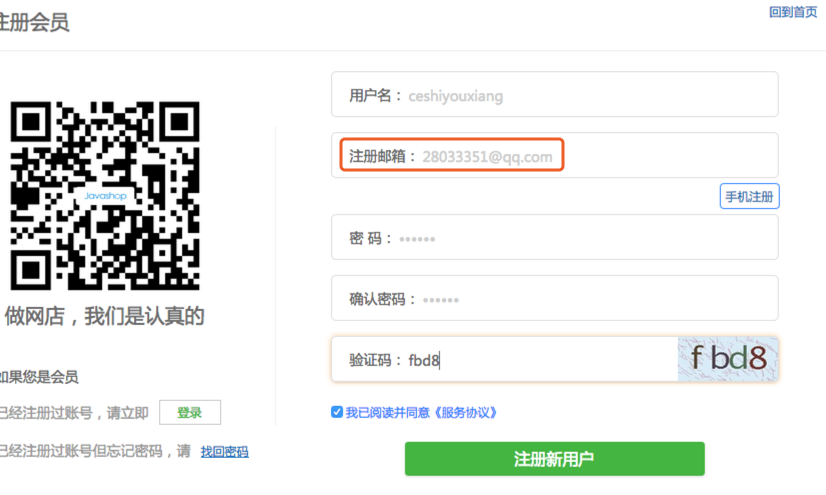 注册会员
回到首页
用户名： ceshiyouxiang
注册邮箱： 28033351@qq.com
手机注册
密 码： ••••••
确认密码： ••••••
验证码： fbd8
f bd8
我已阅读并同意《服务协议》
注册新用户
Javashop
做网店，我们是认真的
如果您是会员
已经注册过账号，请立即 登录
已经注册过账号但忘记密码，请 找回密码